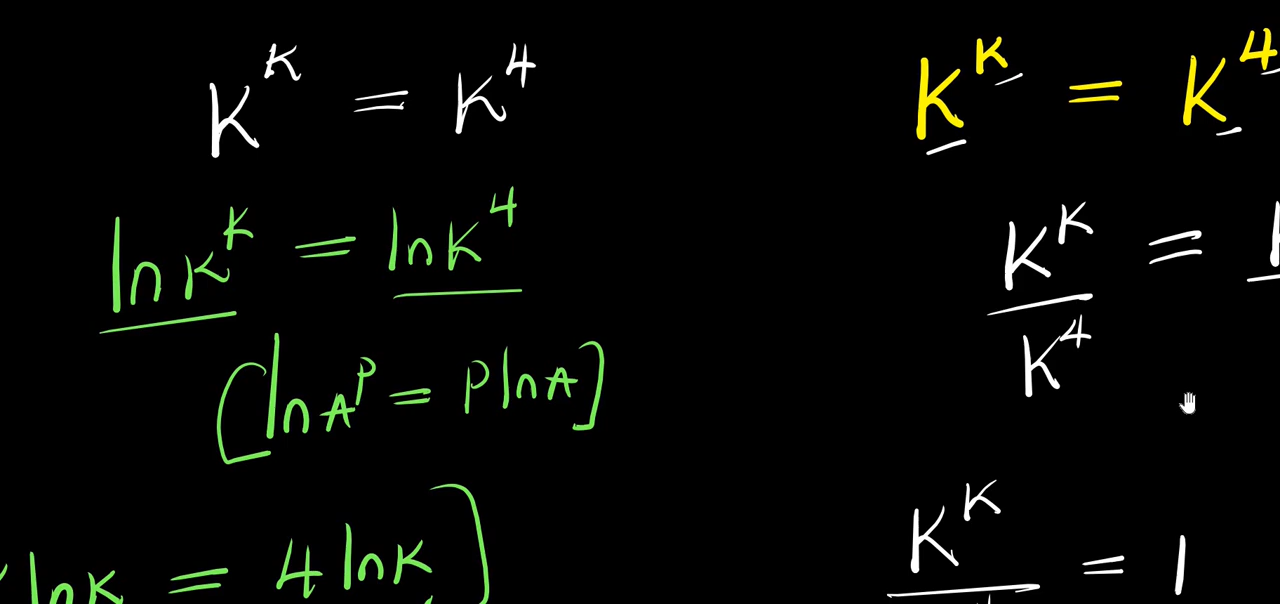 K^K = K^4
ln K^K = ln K^4
[ln A^P = P ln A]
ln K = 4 ln K]
K^K = K^4
K^K / K^4 =
K^K / = 1